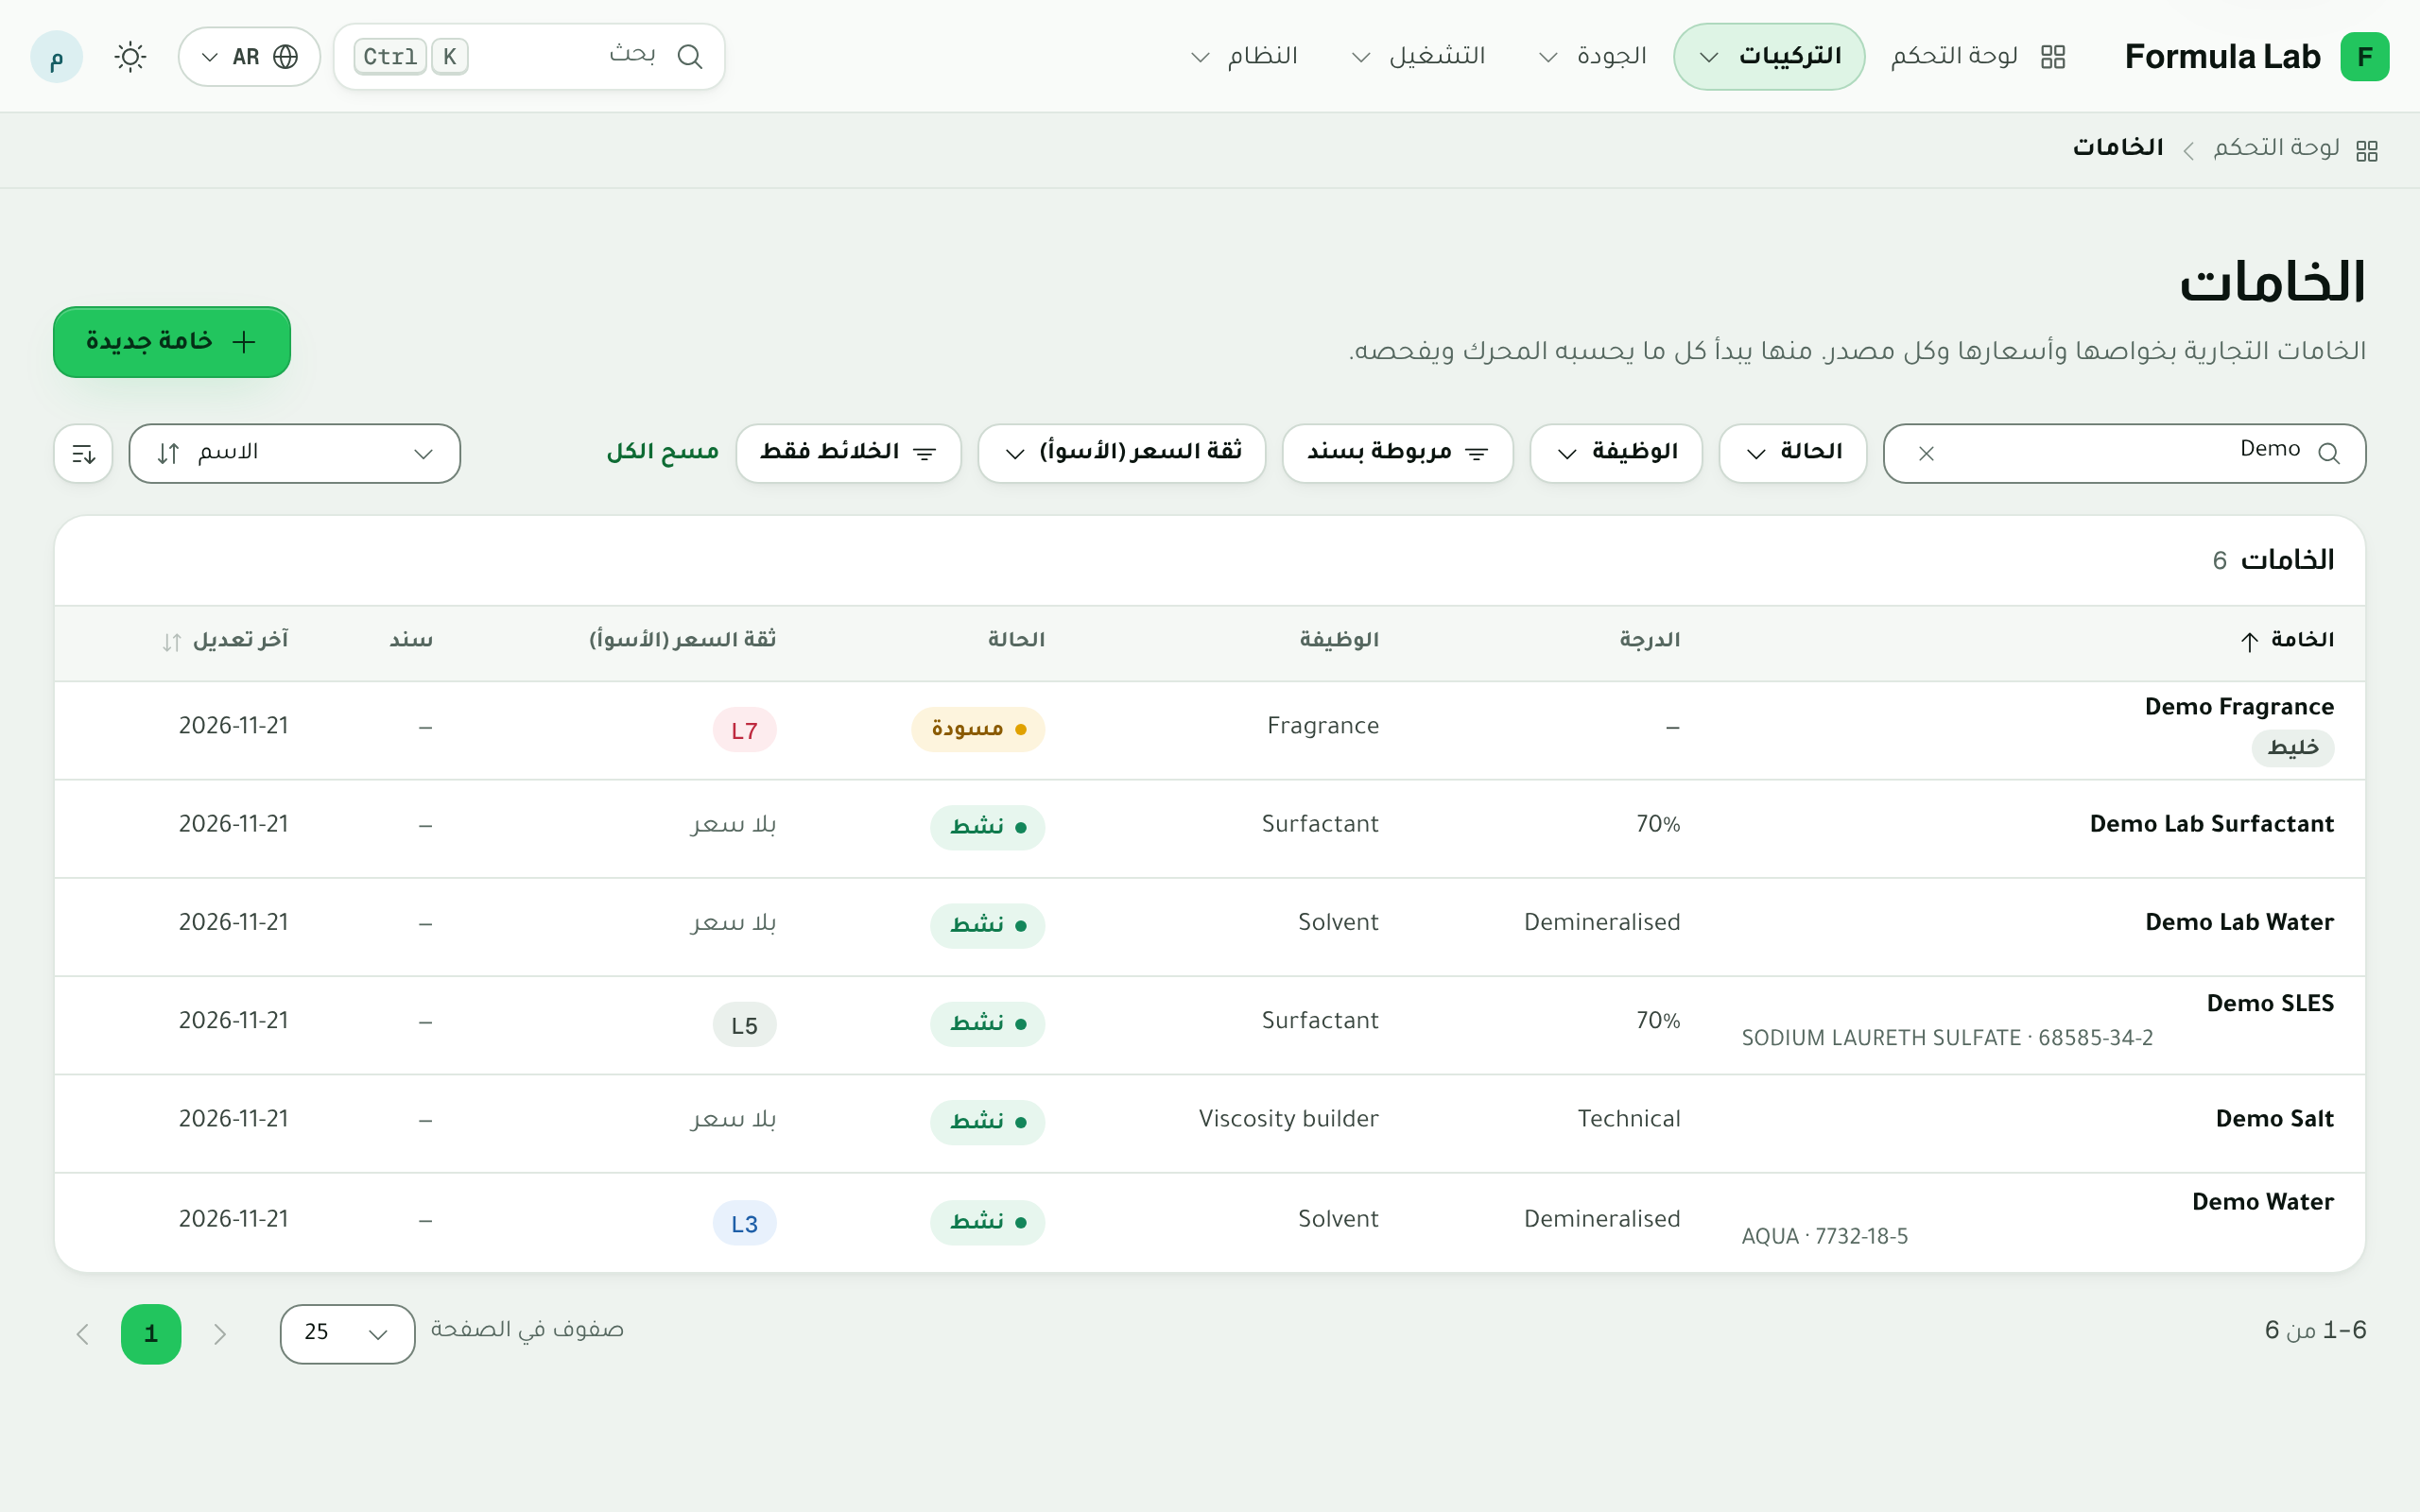 F Formula Lab لوحة التحكم التركيبات الجودة التشغيل النظام بحث Ctrl K AR م
لوحة التحكم الخامات
الخامات
الخامات التجارية بخواصها وأسعارها وكل مصدر. منها يبدأ كل ما يحسبه المحرك ويفحصه.
خامة جديدة
Demo الحالة الوظيفة مربوطة بسند ثقة السعر (الأسوأ) الخلائط فقط مسح الكل الاسم
الخامات 6
الخامة الدرجة الوظيفة الحالة ثقة السعر (الأسوأ) سند آخر تعديل
Demo Fragrance – Fragrance مسودة L7 – 2026-11-21
خليط
Demo Lab Surfactant 70% Surfactant نشط بلا سعر – 2026-11-21
Demo Lab Water Demineralised Solvent نشط بلا سعر – 2026-11-21
Demo SLES 70% Surfactant نشط L5 – 2026-11-21
SODIUM LAURETH SULFATE · 68585-34-2
Demo Salt Technical Viscosity builder نشط بلا سعر – 2026-11-21
Demo Water Demineralised Solvent نشط L3 – 2026-11-21
AQUA · 7732-18-5
1–6 من 6 صفوف في الصفحة 25 1